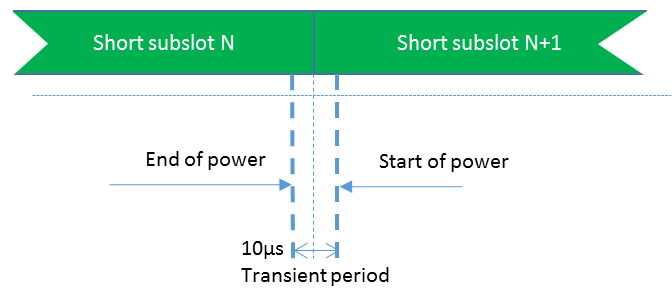 Short subslot N
Short subslot N+1
End of power
Start of power
10µs
Transient period